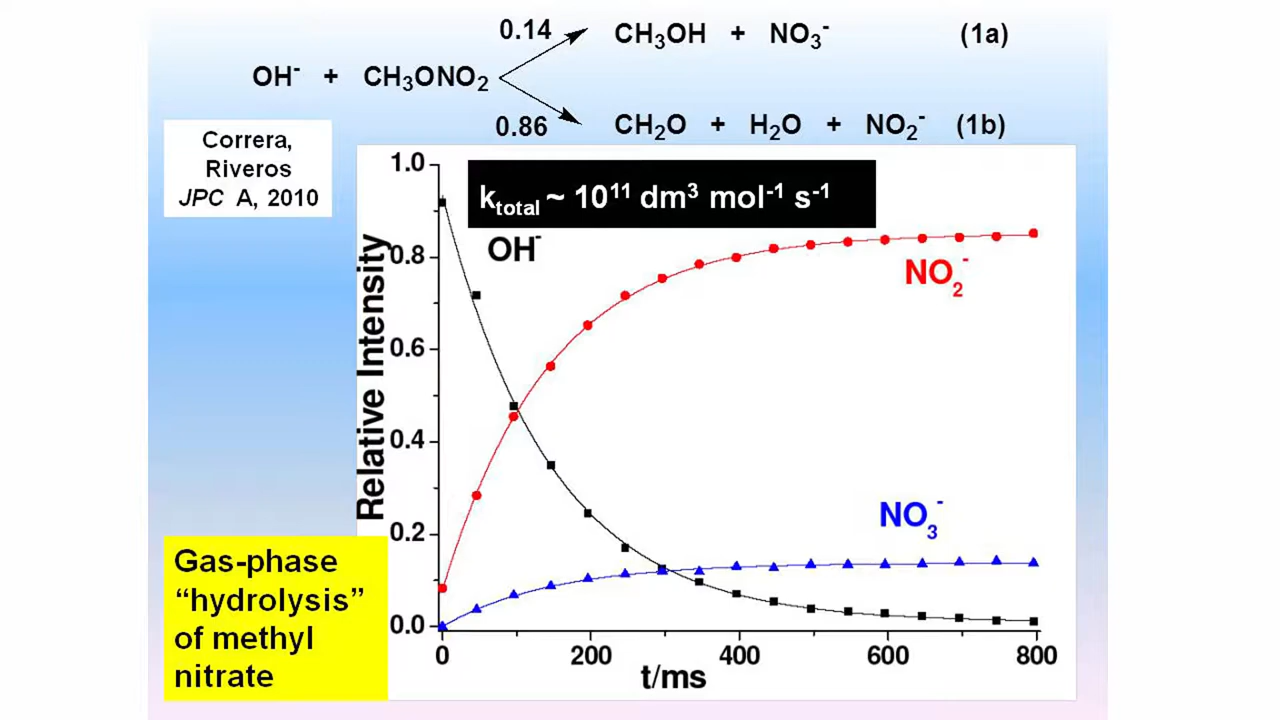 0.14 CH₃OH + NO₃⁻ (1a)
OH⁻ + CH₃ONO₂
0.86 CH₂O + H₂O + NO₂⁻ (1b)
Correra,
Riveros
JPC A, 2010
k_total ~ 10¹¹ dm³ mol⁻¹ s⁻¹
OH⁻
NO₂⁻
NO₃⁻
Relative Intensity
1.0
0.8
0.6
0.4
0.2
0.0
0 200 400 600 800
t/ms
Gas-phase
“hydrolysis”
of methyl
nitrate